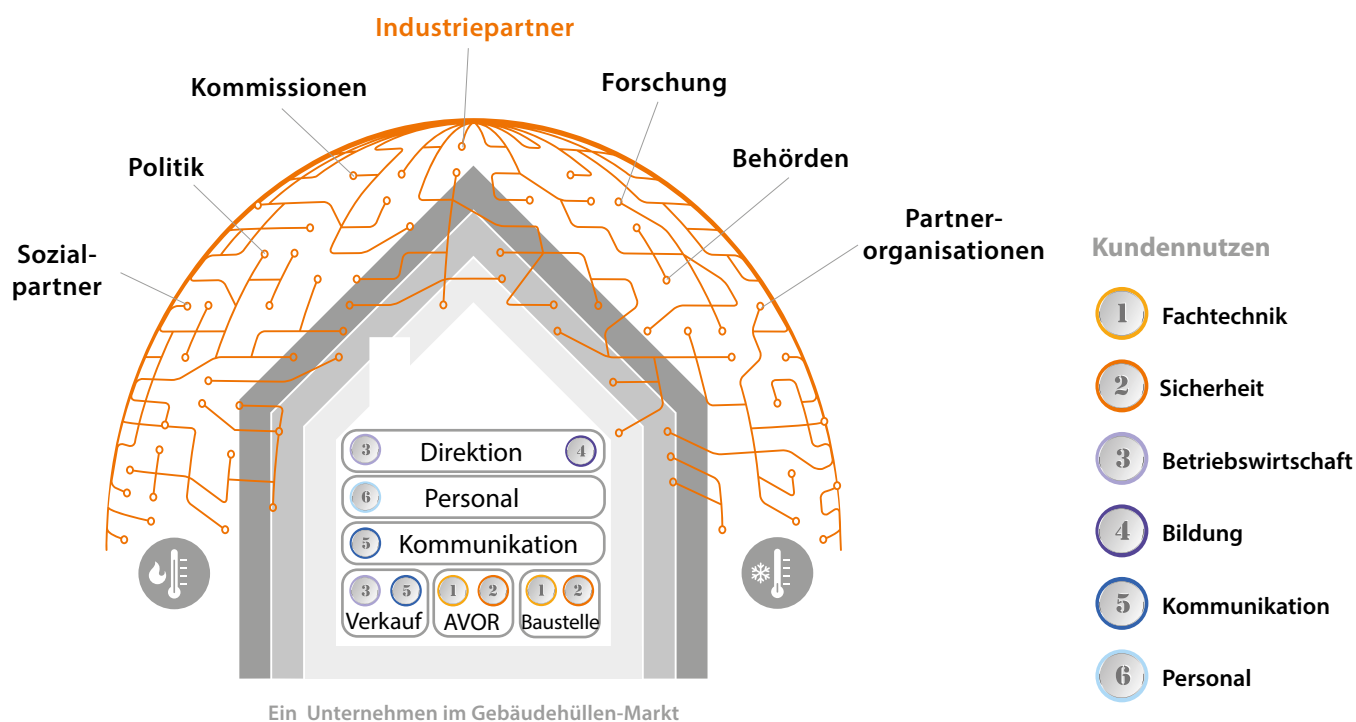 Industriepartner
Kommissionen
Forschung
Politik
Behörden
Sozial-
partner
Partner-
organisationen
3 Direktion 4
6 Personal
5 Kommunikation
3 5
Verkauf
1 2
AVOR
1 2
Baustelle
Ein Unternehmen im Gebäudehüllen-Markt
Kundennutzen
1 Fachtechnik
2 Sicherheit
3 Betriebswirtschaft
4 Bildung
5 Kommunikation
6 Personal